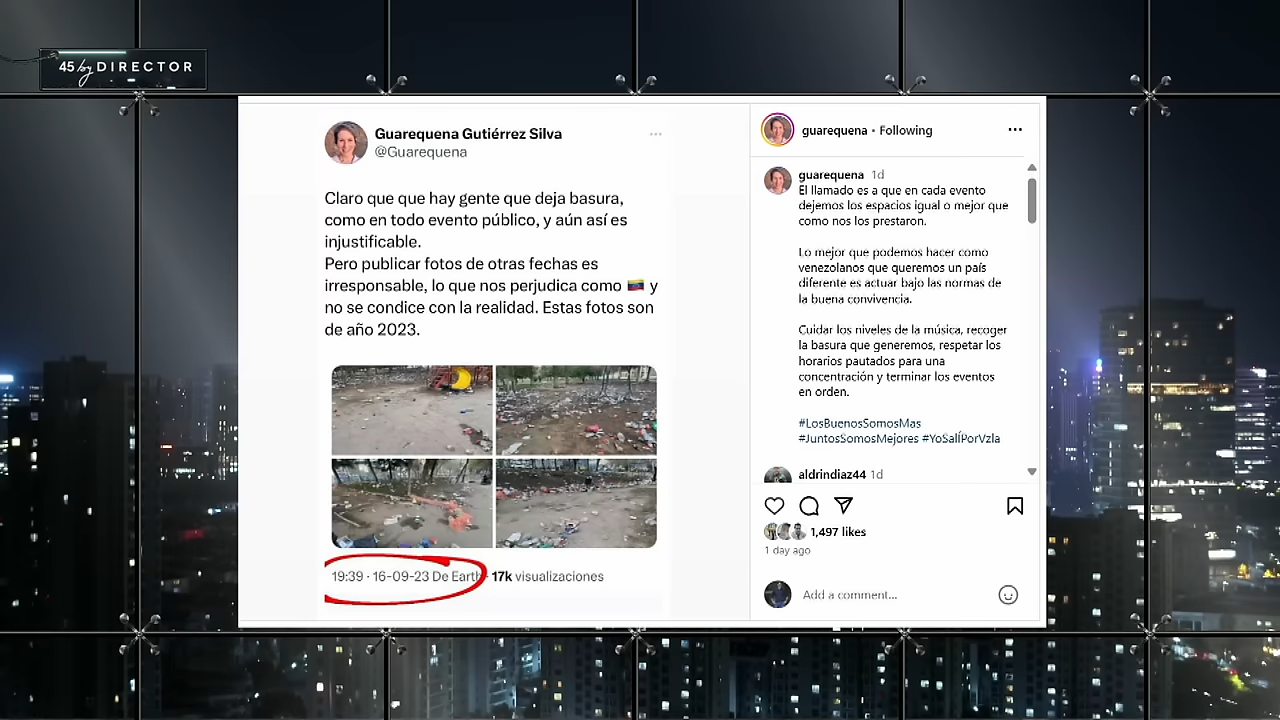 45 by DIRECTOR
Guarequena Gutiérrez Silva
@Guarequena
Claro que que hay gente que deja basura,
como en todo evento público, y aún así es
injustificable.
Pero publicar fotos de otras fechas es
irresponsable, lo que nos perjudica como 🇻🇪 y
no se condice con la realidad. Estas fotos son
de año 2023.
19:39 · 16-09-23 De Earth · 17k visualizaciones
guarequena • Following
guarequena 1d
El llamado es a que en cada evento
dejemos los espacios igual o mejor que
como nos los prestaron.
Lo mejor que podemos hacer como
venezolanos que queremos un país
diferente es actuar bajo las normas de
la buena convivencia.
Cuidar los niveles de la música, recoger
la basura que generemos, respetar los
horarios pautados para una
concentración y terminar los eventos
en orden.
#LosBuenosSomosMas
#JuntosSomosMejores #YoSalíPorVzla
aldrindiaz44 1d
1,497 likes
1 day ago
Add a comment...